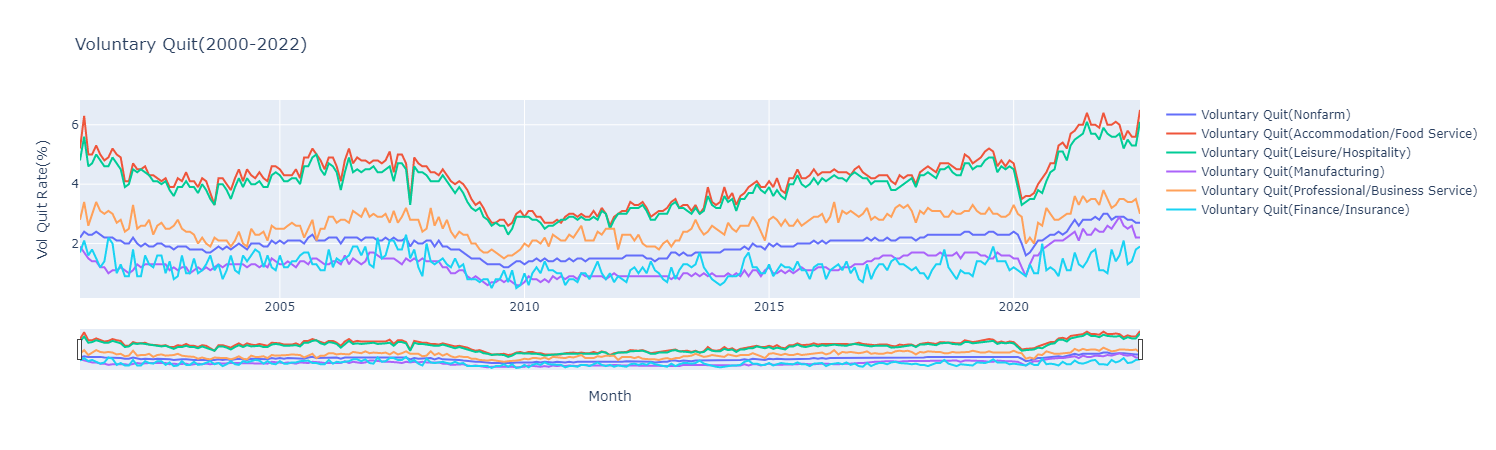 Voluntary Quit(2000-2022)
Vol Quit Rate(%)
6
4
2
2005 2010 2015 2020
Month
Voluntary Quit(Nonfarm)
Voluntary Quit(Accommodation/Food Service)
Voluntary Quit(Leisure/Hospitality)
Voluntary Quit(Manufacturing)
Voluntary Quit(Professional/Business Service)
Voluntary Quit(Finance/Insurance)